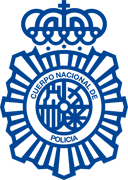 CUERPO NACIONAL DE
POLICIA